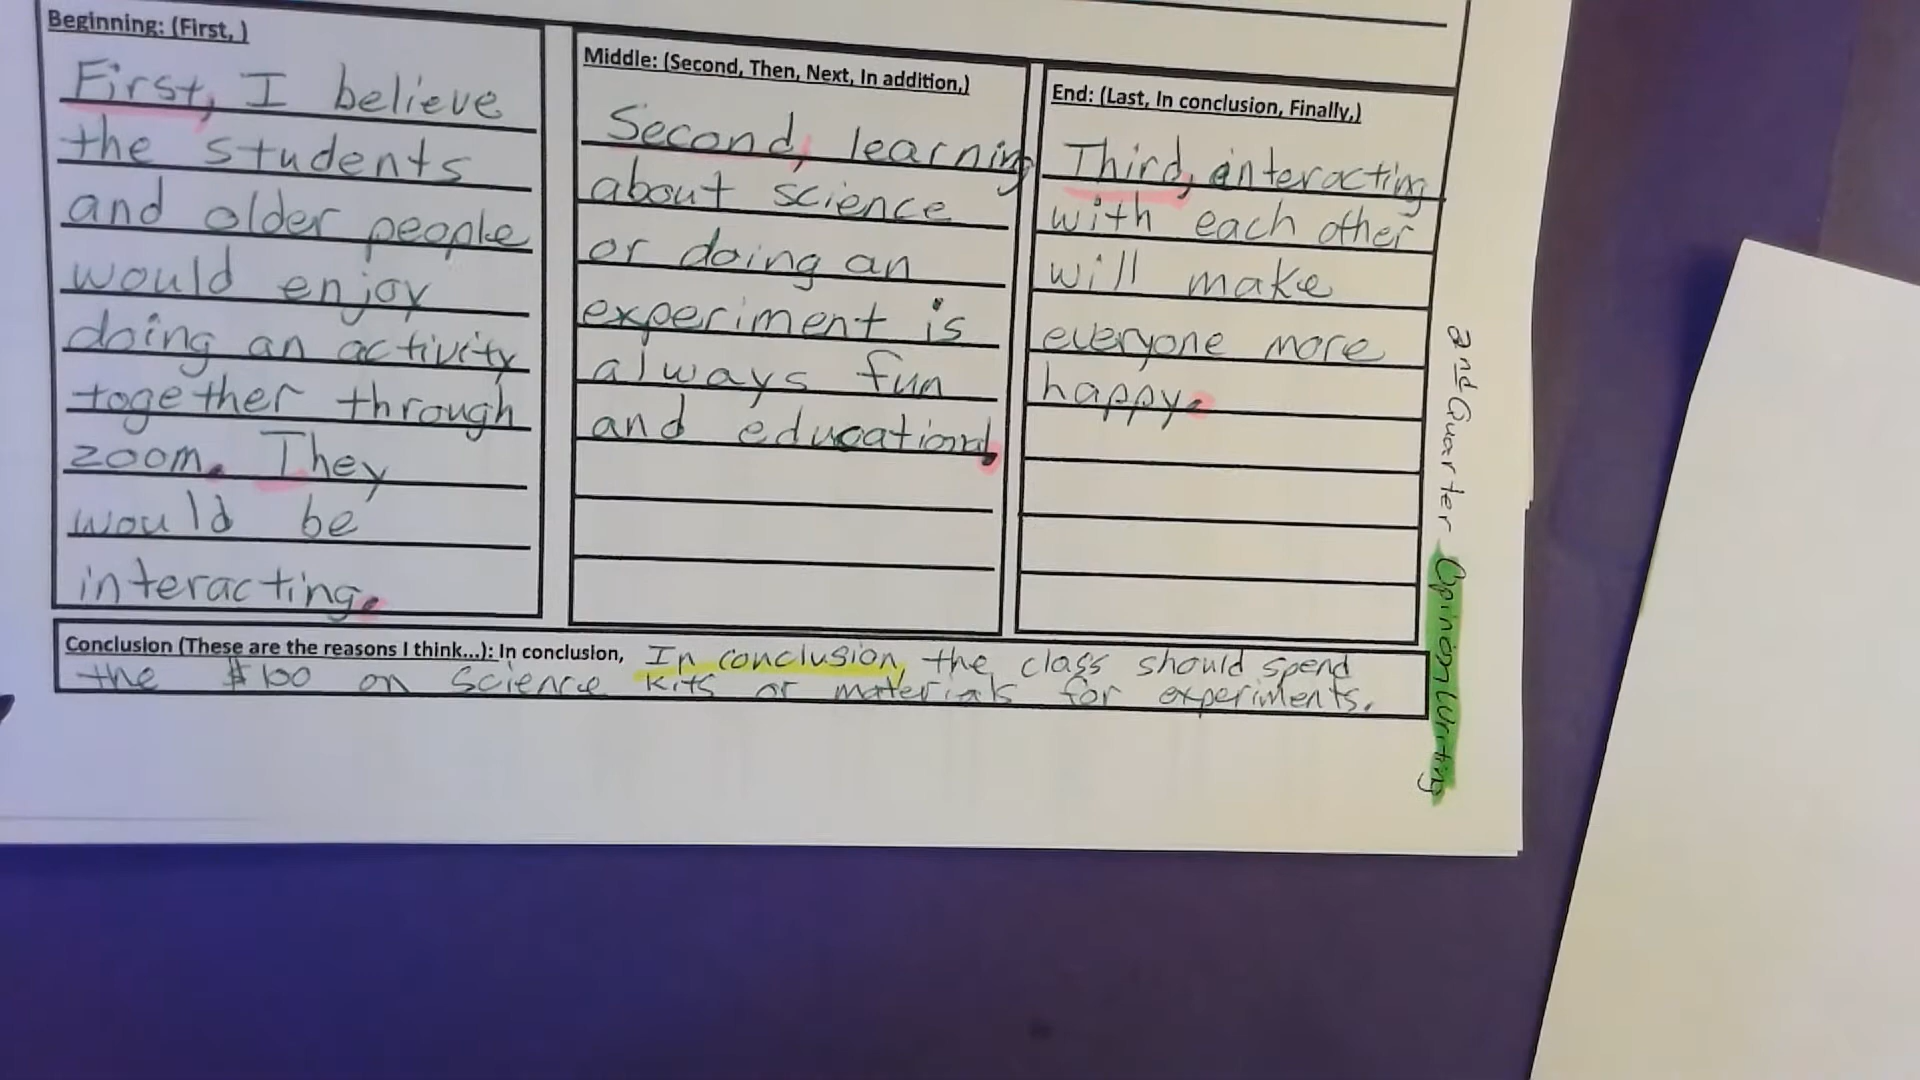 Beginning: (First, )
First, I believe
the students
and older people
would enjoy
doing an activity
together through
zoom. They
would be
interacting.
Middle: (Second, Then, Next, In addition,)
Second, learning
about science
or doing an
experiment is
always fun
and educational.
End: (Last, In conclusion, Finally,)
Third, interacting
with each other
will make
everyone more
happy.
Conclusion (These are the reasons I think...): In conclusion, In conclusion, the class should spend
the $100 on science kits or materials for experiments.
2nd Quarter Opinion Writing